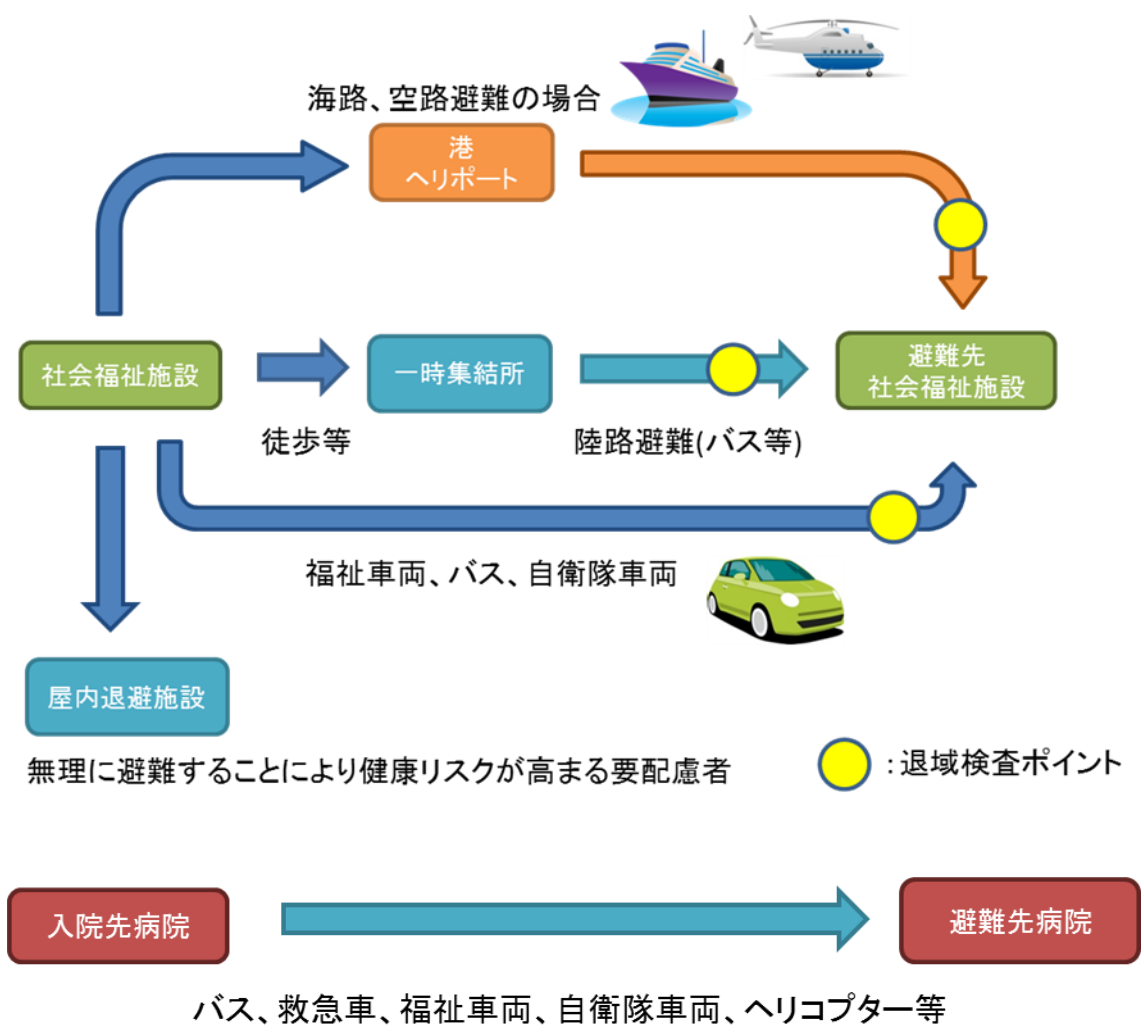 海路、空路避難の場合
港
ヘリポート
社会福祉施設
一時集結所
避難先
社会福祉施設
徒歩等
陸路避難(バス等)
福祉車両、バス、自衛隊車両
屋内退避施設
無理に避難することにより健康リスクが高まる要配慮者
：退域検査ポイント
入院先病院
避難先病院
バス、救急車、福祉車両、自衛隊車両、ヘリコプター等